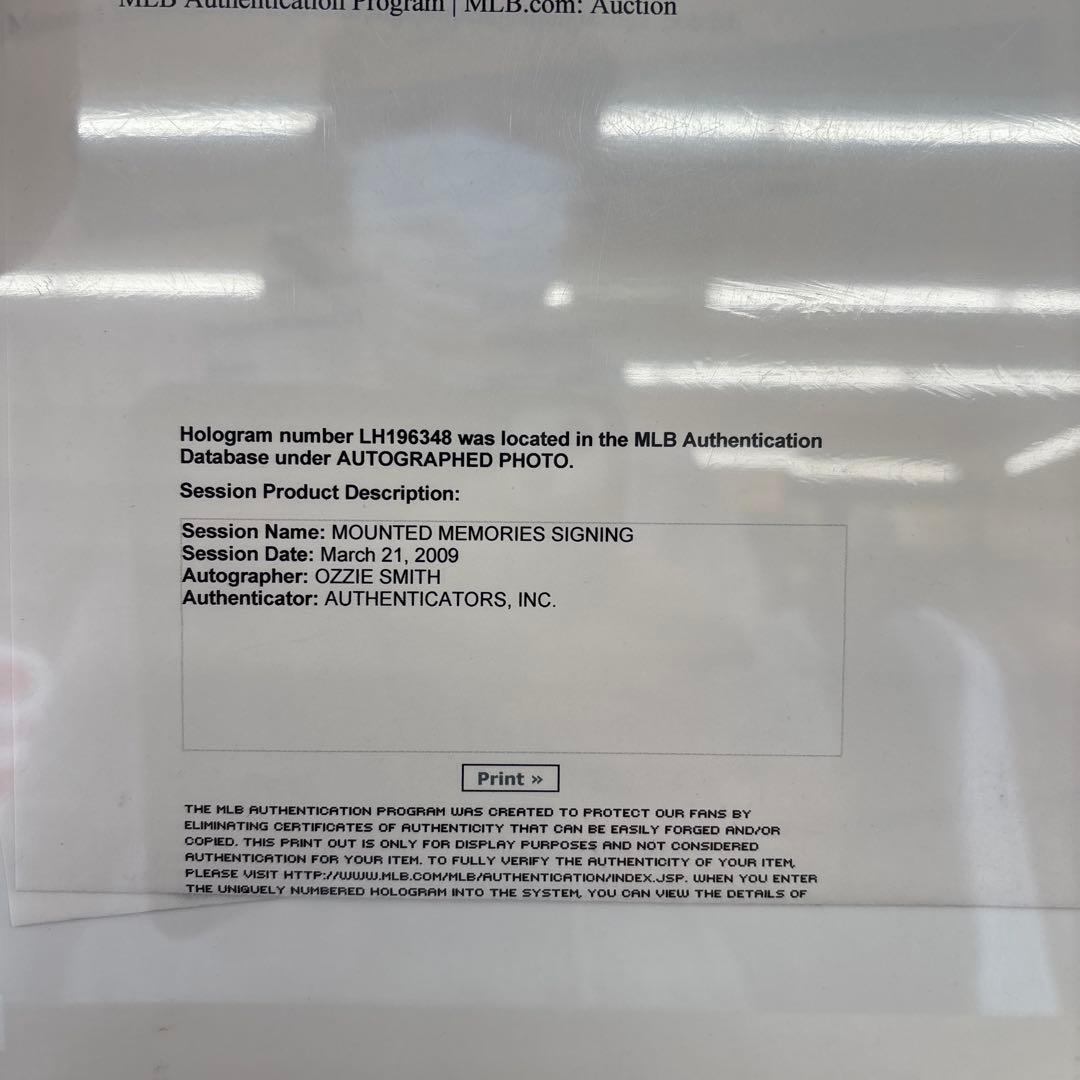 MLB Authentication Program | MLB.com: Auction
Hologram number LH196348 was located in the MLB Authentication
Database under AUTOGRAPHED PHOTO.
Session Product Description:
Session Name: MOUNTED MEMORIES SIGNING
Session Date: March 21, 2009
Autographer: OZZIE SMITH
Authenticator: AUTHENTICATORS, INC.
Print »
THE MLB AUTHENTICATION PROGRAM WAS CREATED TO PROTECT OUR FANS BY
ELIMINATING CERTIFICATES OF AUTHENTICITY THAT CAN BE EASILY FORGED AND/OR
COPIED. THIS PRINT OUT IS ONLY FOR DISPLAY PURPOSES AND NOT CONSIDERED
AUTHENTICATION FOR YOUR ITEM. TO FULLY VERIFY THE AUTHENTICITY OF YOUR ITEM,
PLEASE VISIT HTTP://WWW.MLB.COM/MLB/AUTHENTICATION/INDEX.JSP. WHEN YOU ENTER
THE UNIQUELY NUMBERED HOLOGRAM INTO THE SYSTEM, YOU CAN VIEW THE DETAILS OF